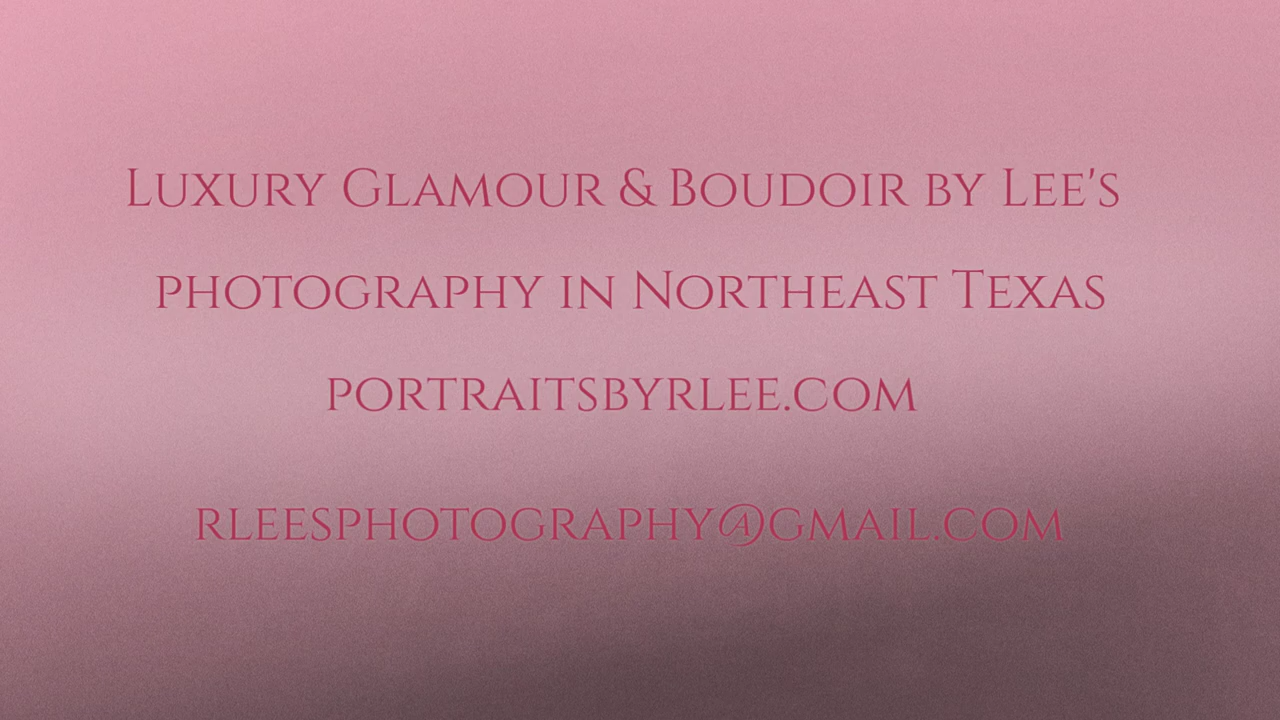 Luxury Glamour & Boudoir by Lee's
photography in Northeast Texas
portraitsbyrlee.com
rleesphotography@gmail.com